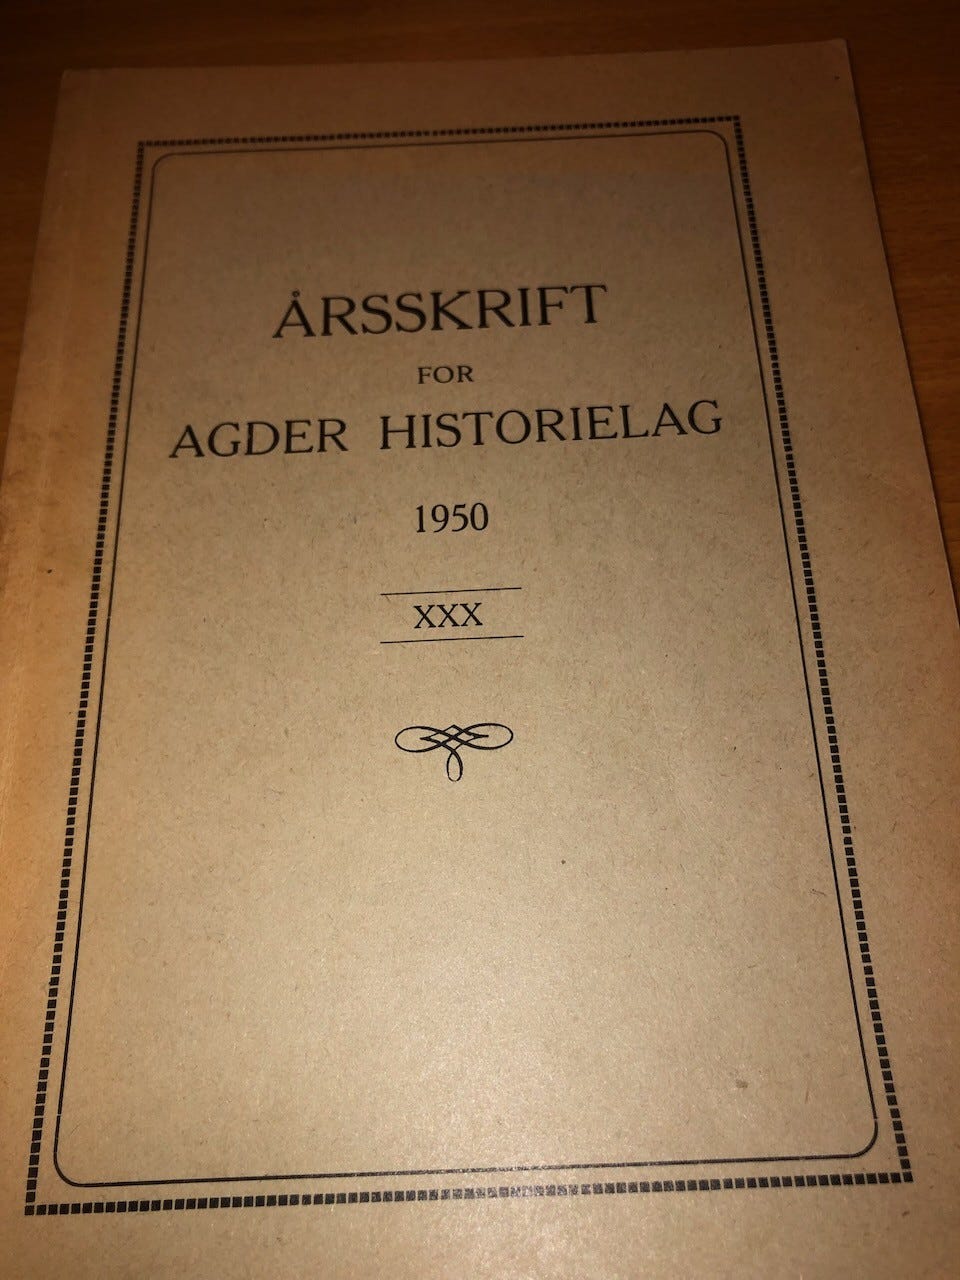 ÅRSSKRIFT
FOR
AGDER HISTORIELAG
1950
XXX